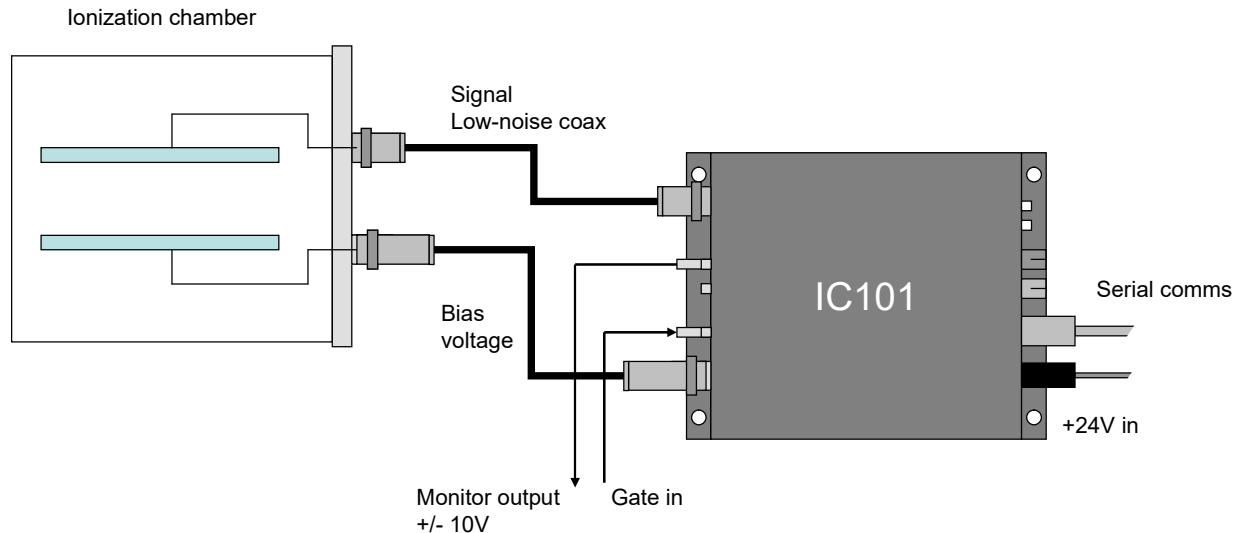 Ionization chamber
Signal
Low-noise coax
IC101
Serial comms
Bias
voltage
+24V in
Monitor output
+/- 10V
Gate in